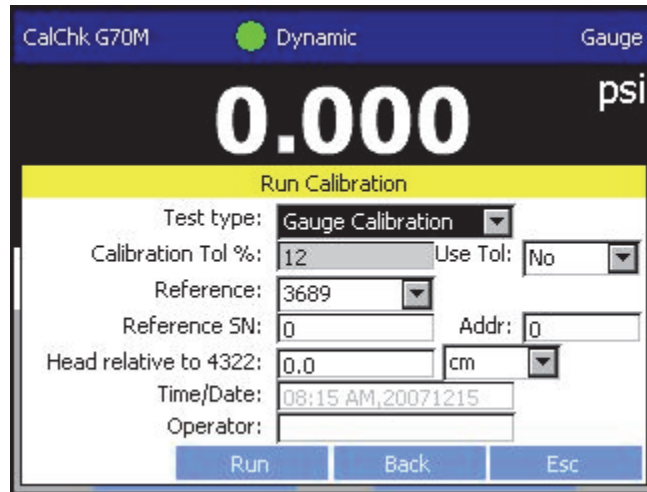 CalChk G70M Dynamic Gauge
0.000 psi
Run Calibration
Test type: Gauge Calibration
Calibration Tol %: 12 Use Tol: No
Reference: 3689
Reference SN: 0 Addr: 0
Head relative to 4322: 0.0 cm
Time/Date: 08:15 AM,20071215
Operator:
Run Back Esc